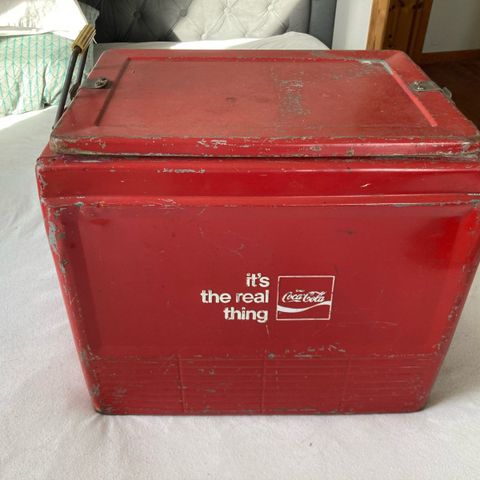 it's
the real
thing
Coca-Cola